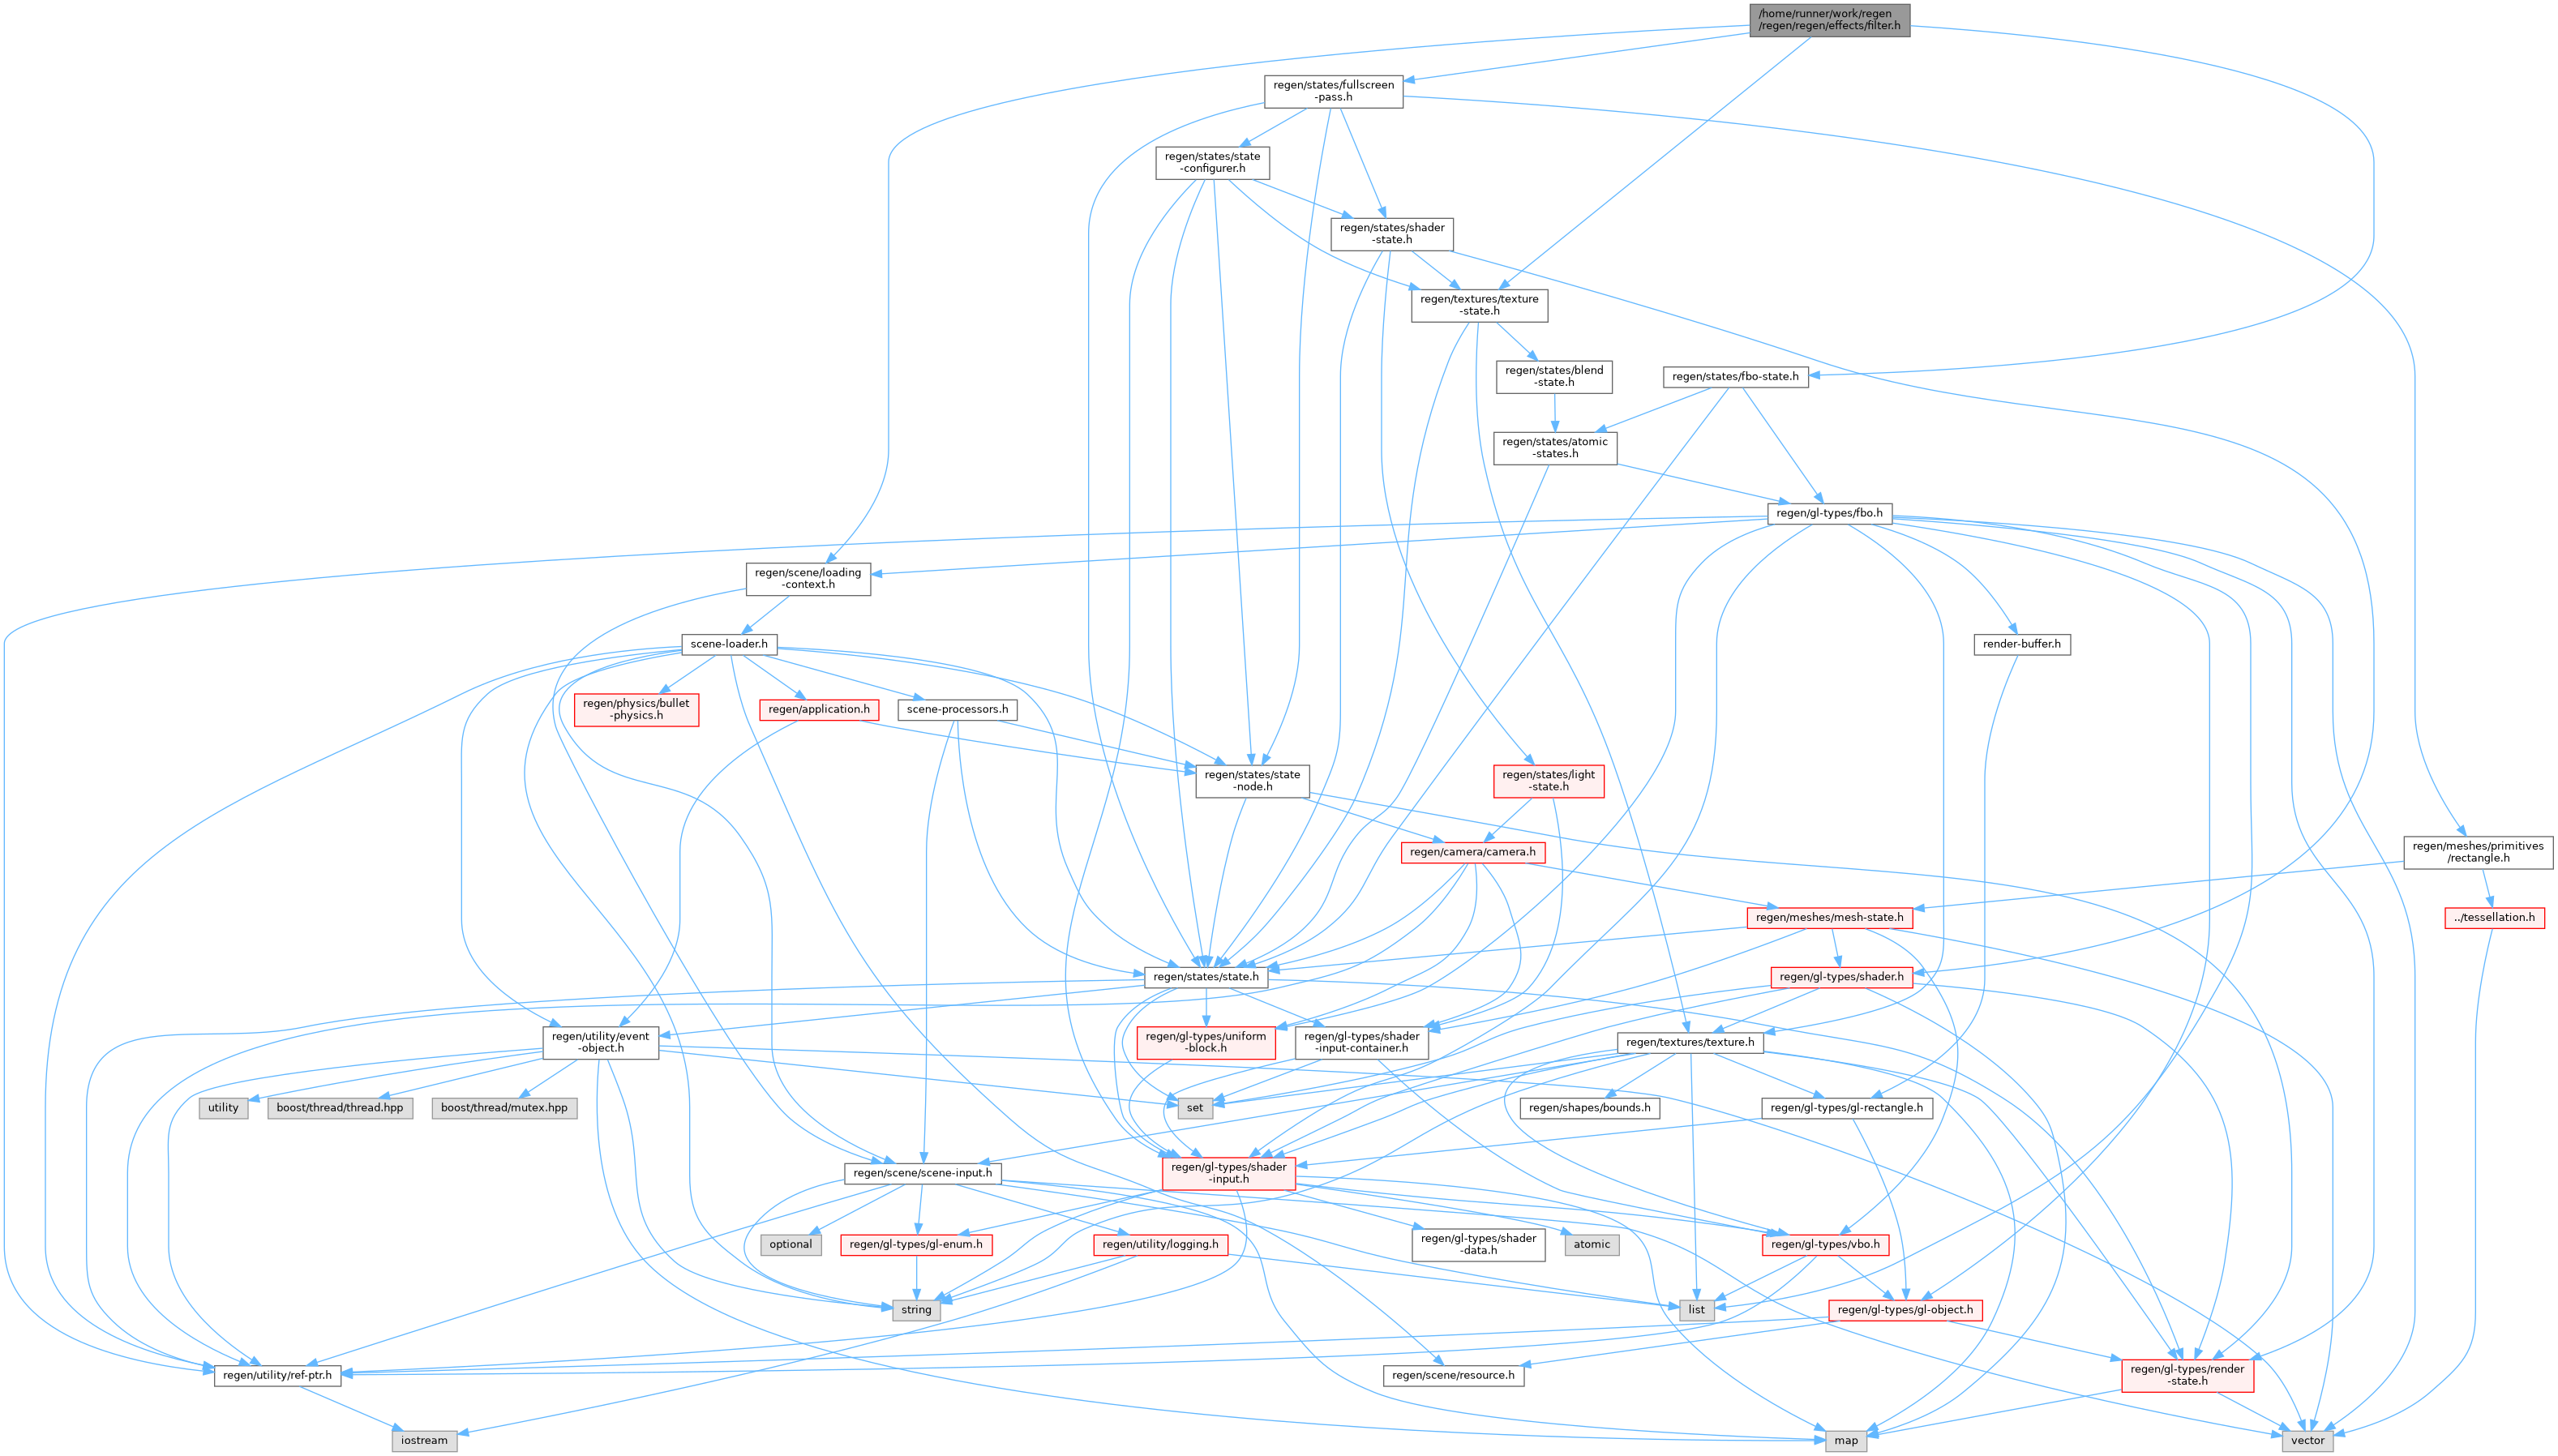 /home/runner/work/regen
/regen/regen/effects/filter.h
regen/states/fullscreen
-pass.h
regen/states/state
-configurer.h
regen/states/shader
-state.h
regen/textures/texture
-state.h
regen/states/blend
-state.h
regen/states/fbo-state.h
regen/states/atomic
-states.h
regen/gl-types/fbo.h
regen/scene/loading
-context.h
scene-loader.h
render-buffer.h
regen/physics/bullet
-physics.h
regen/application.h
scene-processors.h
regen/states/state
-node.h
regen/states/light
-state.h
regen/camera/camera.h
regen/meshes/primitives
/rectangle.h
regen/meshes/mesh-state.h
../tessellation.h
regen/states/state.h
regen/gl-types/shader.h
regen/utility/event
-object.h
regen/gl-types/uniform
-block.h
regen/gl-types/shader
-input-container.h
regen/textures/texture.h
utility
boost/thread/thread.hpp
boost/thread/mutex.hpp
set
regen/shapes/bounds.h
regen/gl-types/gl-rectangle.h
regen/scene/scene-input.h
regen/gl-types/shader
-input.h
optional
regen/gl-types/gl-enum.h
regen/utility/logging.h
regen/gl-types/shader
-data.h
atomic
regen/gl-types/vbo.h
string
list
regen/gl-types/gl-object.h
regen/utility/ref-ptr.h
regen/scene/resource.h
regen/gl-types/render
-state.h
iostream
map
vector